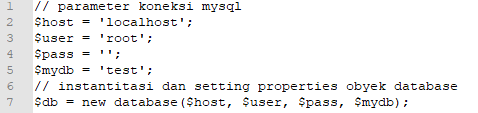 1 // parameter koneksi mysql
2 $host = 'localhost';
3 $user = 'root';
4 $pass = '';
5 $mydb = 'test';
6 // instantitasi dan setting properties obyek database
7 $db = new database($host, $user, $pass, $mydb);